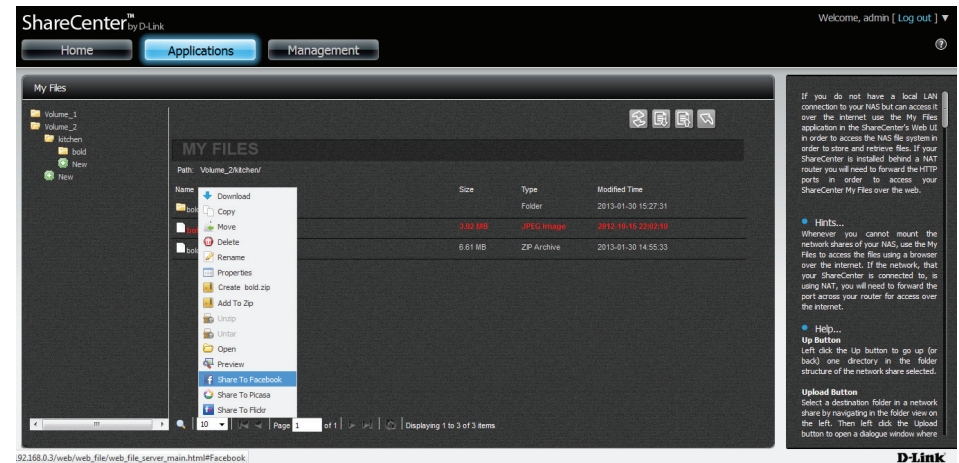 ShareCenter™ by D-Link
Welcome, admin [ Log out ] ▼
Home
Applications
Management
My Files
Volume_1
Volume_2
kitchen
bold
New
New
MY FILES
Path: Volume_2/kitchen/
Name Size Type Modified Time
bol Folder 2013-01-30 15:27:31
bol 3.02 MB JPEG Image 2012-10-15 22:02:10
bol 6.61 MB ZIP Archive 2013-01-30 14:55:33
Download
Copy
Move
Delete
Rename
Properties
Create bold.zip
Add To Zip
Unzip
Untar
Open
Preview
Share To Facebook
Share To Picasa
Share To Flickr
10 Page 1 of 1 Displaying 1 to 3 of 3 items
If you do not have a local LAN
connection to your NAS but can access it
over the internet use the My Files
application in the ShareCenter's Web UI
in order to access the NAS file system in
order to store and retrieve files. If your
ShareCenter is installed behind a NAT
router you will need to forward the HTTP
ports in order to access your
ShareCenter My Files over the web.
Hints...
Whenever you cannot mount the
network shares of your NAS, use the My
Files to access the files using a browser
over the internet. If the network, that
your ShareCenter is connected to, is
using NAT, you will need to forward the
port across your router for access over
the internet.
Help...
Up Button
Left click the Up button to go up (or
back) one directory in the folder
structure of the network share selected.
Upload Button
Select a destination folder in a network
share by navigating in the folder view on
the left. Then left click the Upload
button to open a dialogue window where
92.168.0.3/web/web_file/web_file_server_main.html#Facebook
D-Link